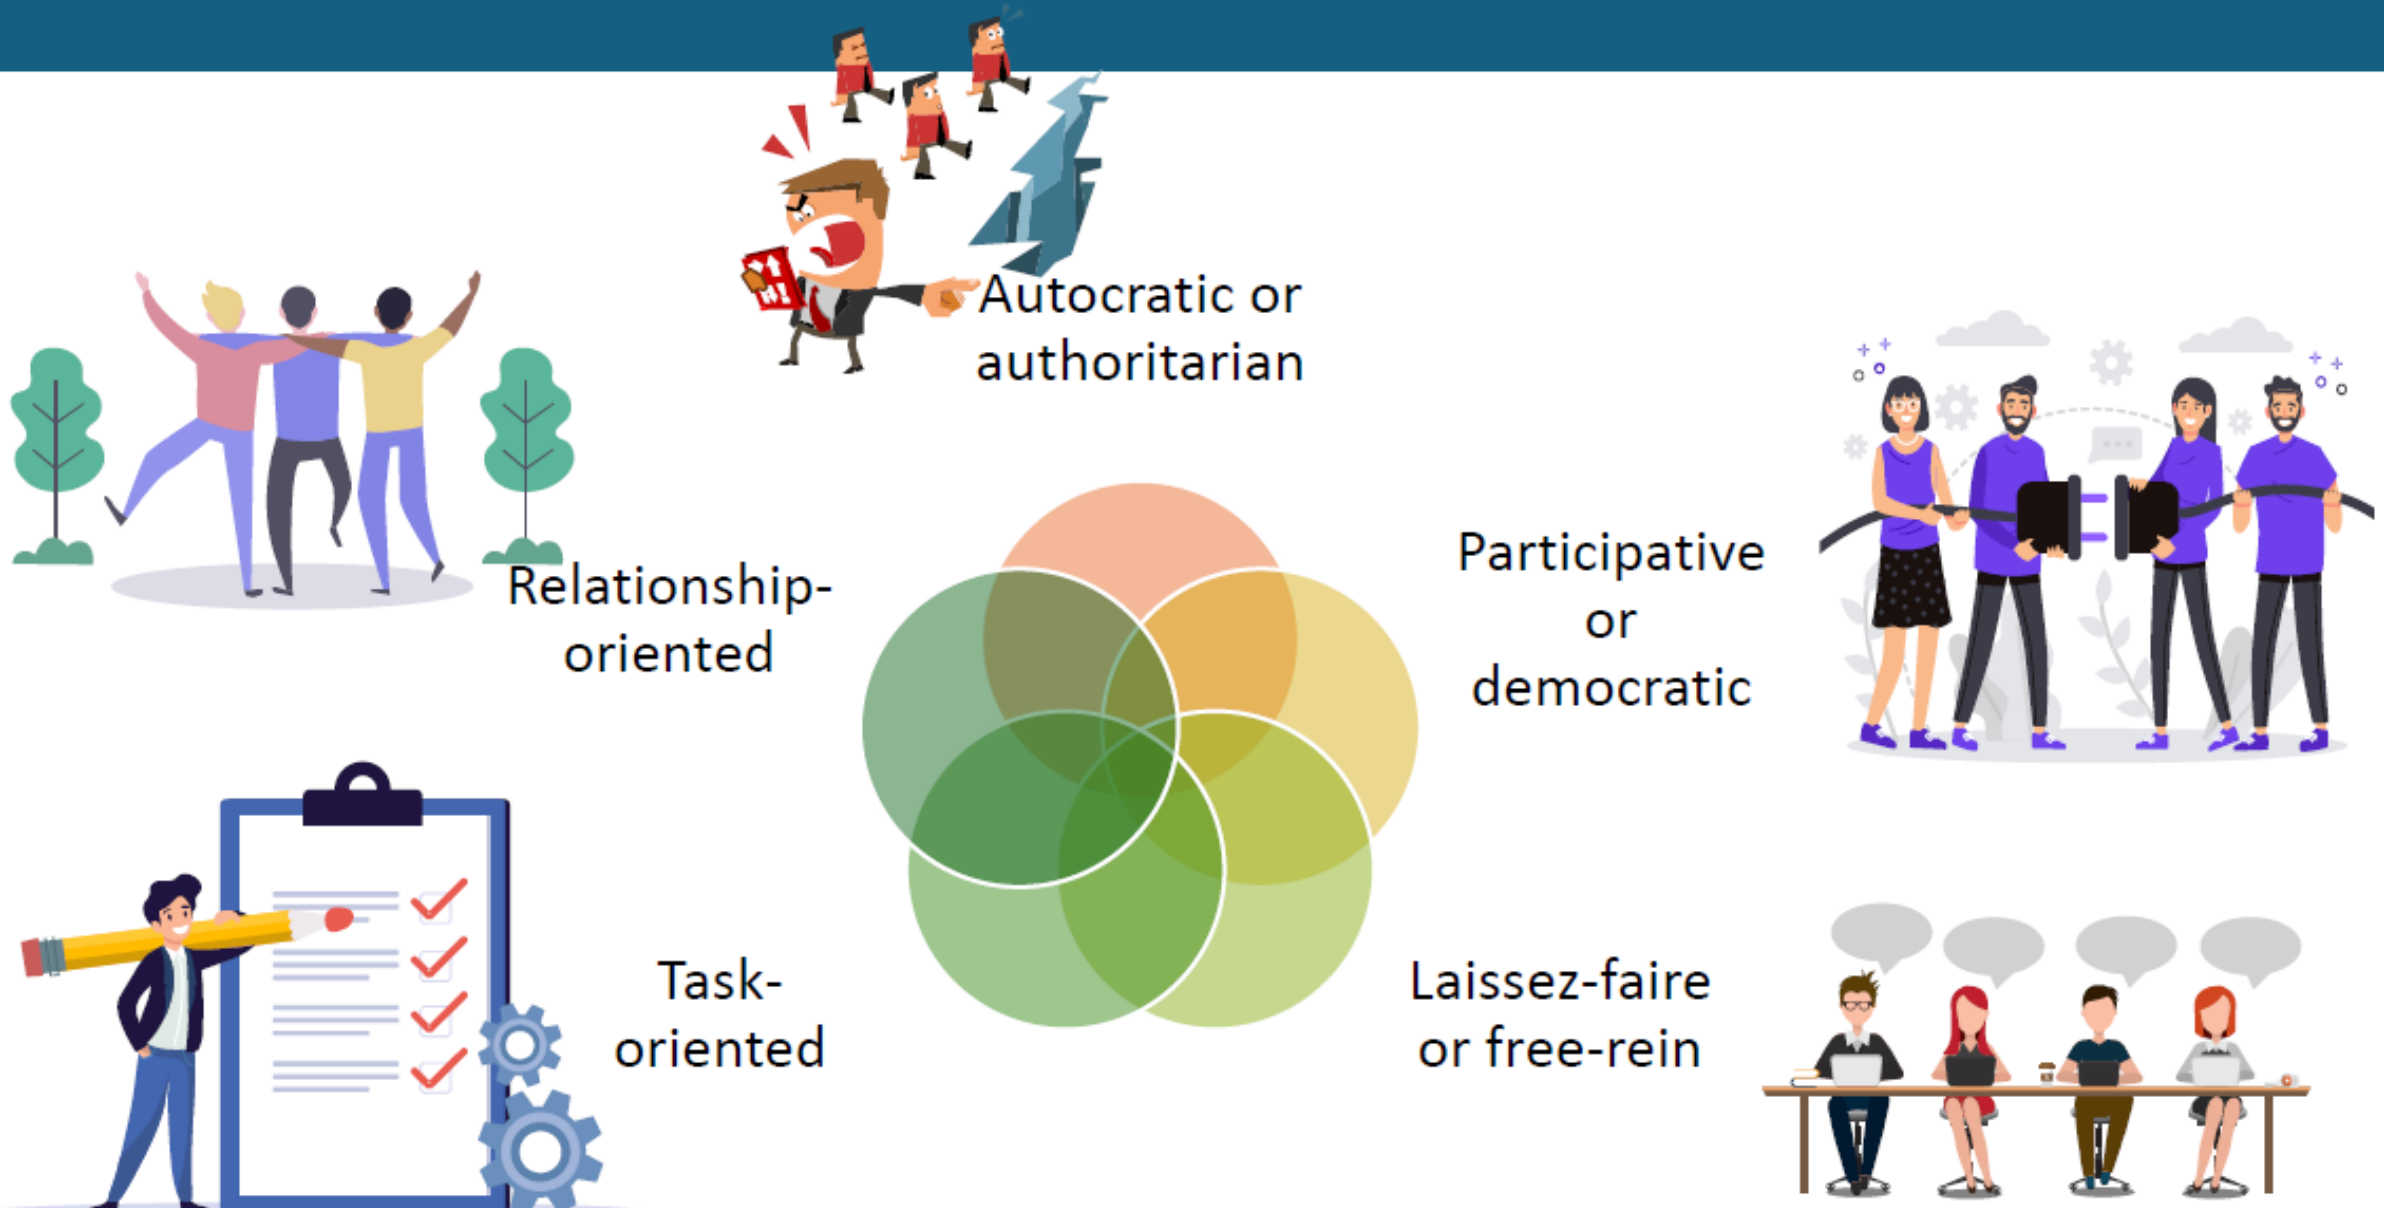 Autocratic or
authoritarian
Participative
or
democratic
Laissez-faire
or free-rein
Task-
oriented
Relationship-
oriented